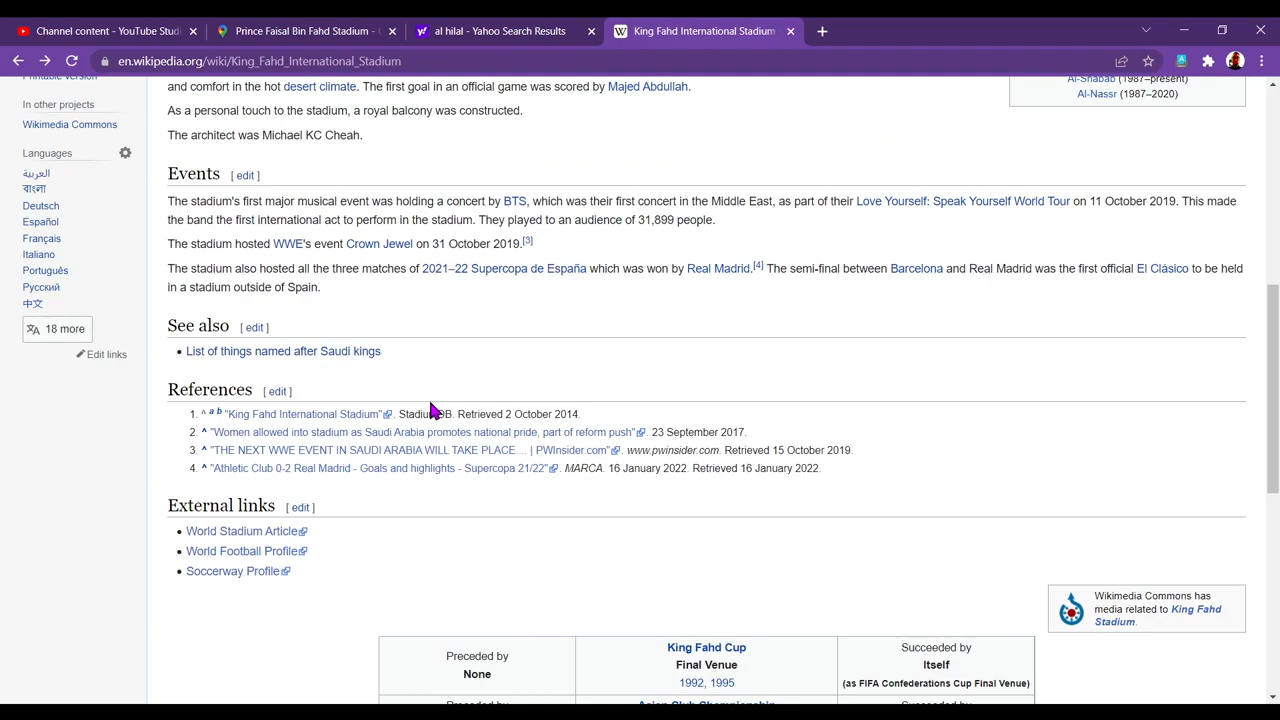 Channel content - YouTube Studi
Prince Faisal Bin Fahd Stadium -
al hilal - Yahoo Search Results
King Fahd International Stadium
en.wikipedia.org/wiki/King_Fahd_International_Stadium
Printable version
In other projects
Wikimedia Commons
Languages
العربية
বাংলা
Deutsch
Español
Français
Italiano
Português
Русский
中文
18 more
Edit links
and comfort in the hot desert climate. The first goal in an official game was scored by Majed Abdullah.
As a personal touch to the stadium, a royal balcony was constructed.
The architect was Michael KC Cheah.
Al-Shabab (1987–present)
Al-Nassr (1987–2020)
Events [ edit ]
The stadium's first major musical event was holding a concert by BTS, which was their first concert in the Middle East, as part of their Love Yourself: Speak Yourself World Tour on 11 October 2019. This made
the band the first international act to perform in the stadium. They played to an audience of 31,899 people.
The stadium hosted WWE's event Crown Jewel on 31 October 2019.[3]
The stadium also hosted all the three matches of 2021–22 Supercopa de España which was won by Real Madrid.[4] The semi-final between Barcelona and Real Madrid was the first official El Clásico to be held
in a stadium outside of Spain.
See also [ edit ]
• List of things named after Saudi kings
References [ edit ]
1. ^ a b "King Fahd International Stadium". StadiumDB. Retrieved 2 October 2014.
2. ^ "Women allowed into stadium as Saudi Arabia promotes national pride, part of reform push". 23 September 2017.
3. ^ "THE NEXT WWE EVENT IN SAUDI ARABIA WILL TAKE PLACE.... | PWInsider.com". www.pwinsider.com. Retrieved 15 October 2019.
4. ^ "Athletic Club 0-2 Real Madrid - Goals and highlights - Supercopa 21/22". MARCA. 16 January 2022. Retrieved 16 January 2022.
External links [ edit ]
• World Stadium Article
• World Football Profile
• Soccerway Profile
Wikimedia Commons has
media related to King Fahd
Stadium.
Preceded by
None
King Fahd Cup
Final Venue
1992, 1995
Succeeded by
Itself
(as FIFA Confederations Cup Final Venue)
Preceded by
Asian Club Championship
Succeeded by